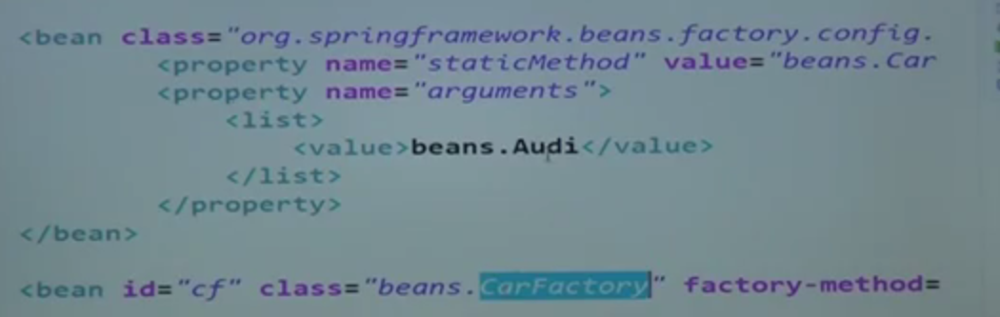 <bean class="org.springframework.beans.factory.config.
<property name="staticMethod" value="beans.Car
<property name="arguments">
<list>
<value>beans.Audi</value>
</list>
</property>
</bean>
<bean id="cf" class="beans.CarFactory" factory-method=